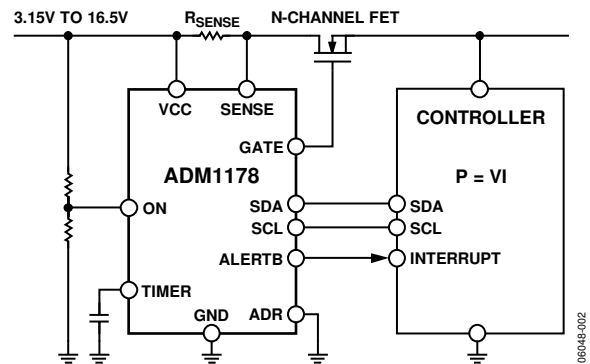 3.15V TO 16.5V
RSENSE
N-CHANNEL FET
VCC
SENSE
CONTROLLER
GATE
ADM1178
P = VI
ON
SDA
SDA
SCL
SCL
ALERTB
INTERRUPT
TIMER
GND
ADR
06048-002